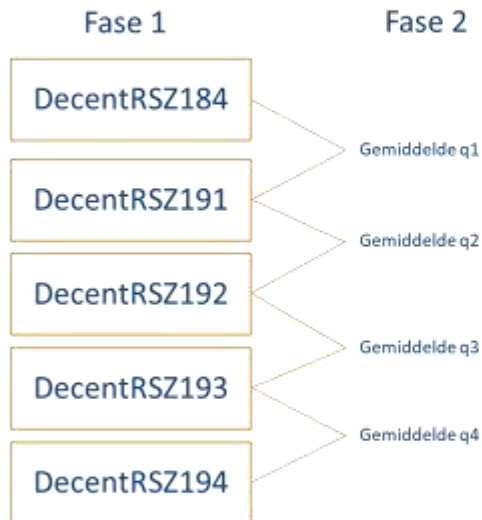 Fase 1
Fase 2
DecentRSZ184
Gemiddelde q1
DecentRSZ191
Gemiddelde q2
DecentRSZ192
Gemiddelde q3
DecentRSZ193
Gemiddelde q4
DecentRSZ194